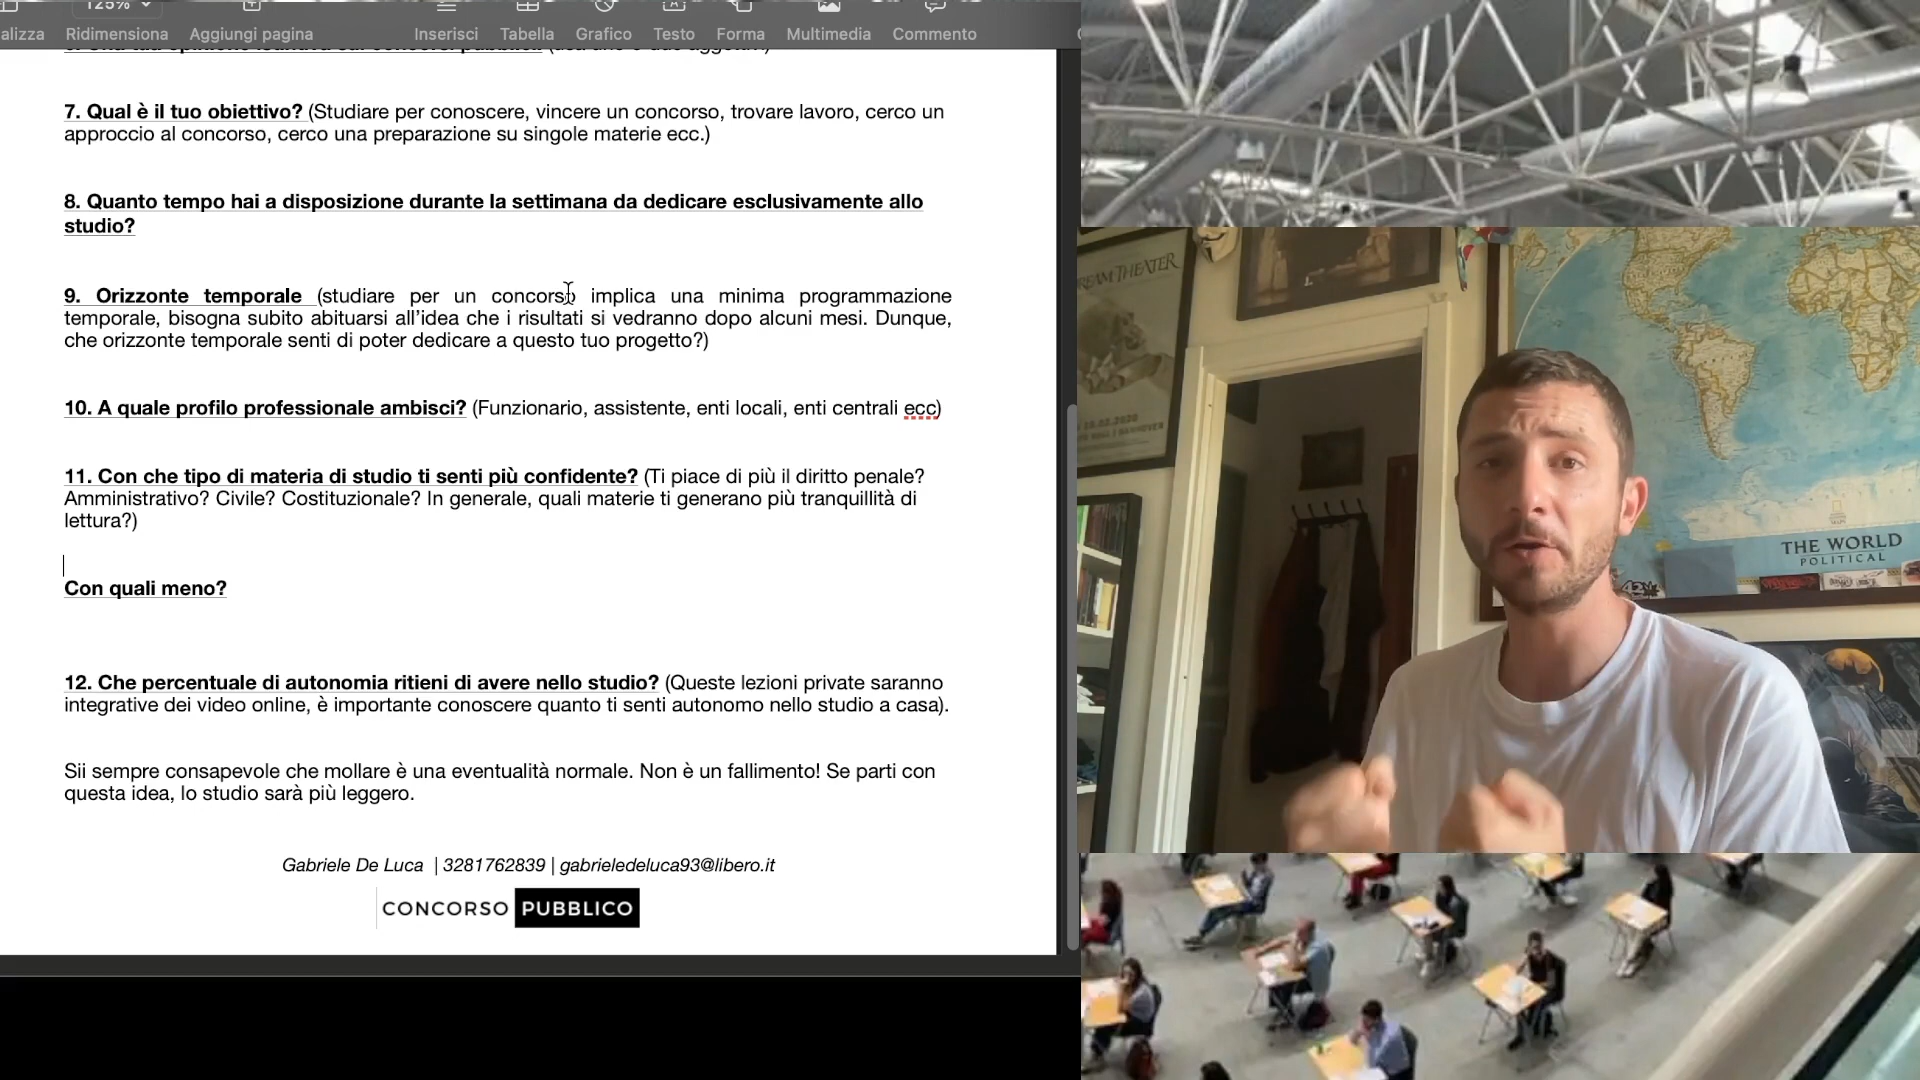 125%
alizza Ridimensiona Aggiungi pagina Inserisci Tabella Grafico Testo Forma Multimedia Commento
7. Qual è il tuo obiettivo? (Studiare per conoscere, vincere un concorso, trovare lavoro, cerco un
approccio al concorso, cerco una preparazione su singole materie ecc.)
8. Quanto tempo hai a disposizione durante la settimana da dedicare esclusivamente allo
studio?
9. Orizzonte temporale (studiare per un concorso implica una minima programmazione
temporale, bisogna subito abituarsi all’idea che i risultati si vedranno dopo alcuni mesi. Dunque,
che orizzonte temporale senti di poter dedicare a questo tuo progetto?)
10. A quale profilo professionale ambisci? (Funzionario, assistente, enti locali, enti centrali ecc)
11. Con che tipo di materia di studio ti senti più confidente? (Ti piace di più il diritto penale?
Amministrativo? Civile? Costituzionale? In generale, quali materie ti generano più tranquillità di
lettura?)
Con quali meno?
12. Che percentuale di autonomia ritieni di avere nello studio? (Queste lezioni private saranno
integrative dei video online, è importante conoscere quanto ti senti autonomo nello studio a casa).
Sii sempre consapevole che mollare è una eventualità normale. Non è un fallimento! Se parti con
questa idea, lo studio sarà più leggero.
Gabriele De Luca | 3281762839 | gabrieledeluca93@libero.it
CONCORSO PUBBLICO
REAM THEATER
THE WORLD
POLITICAL